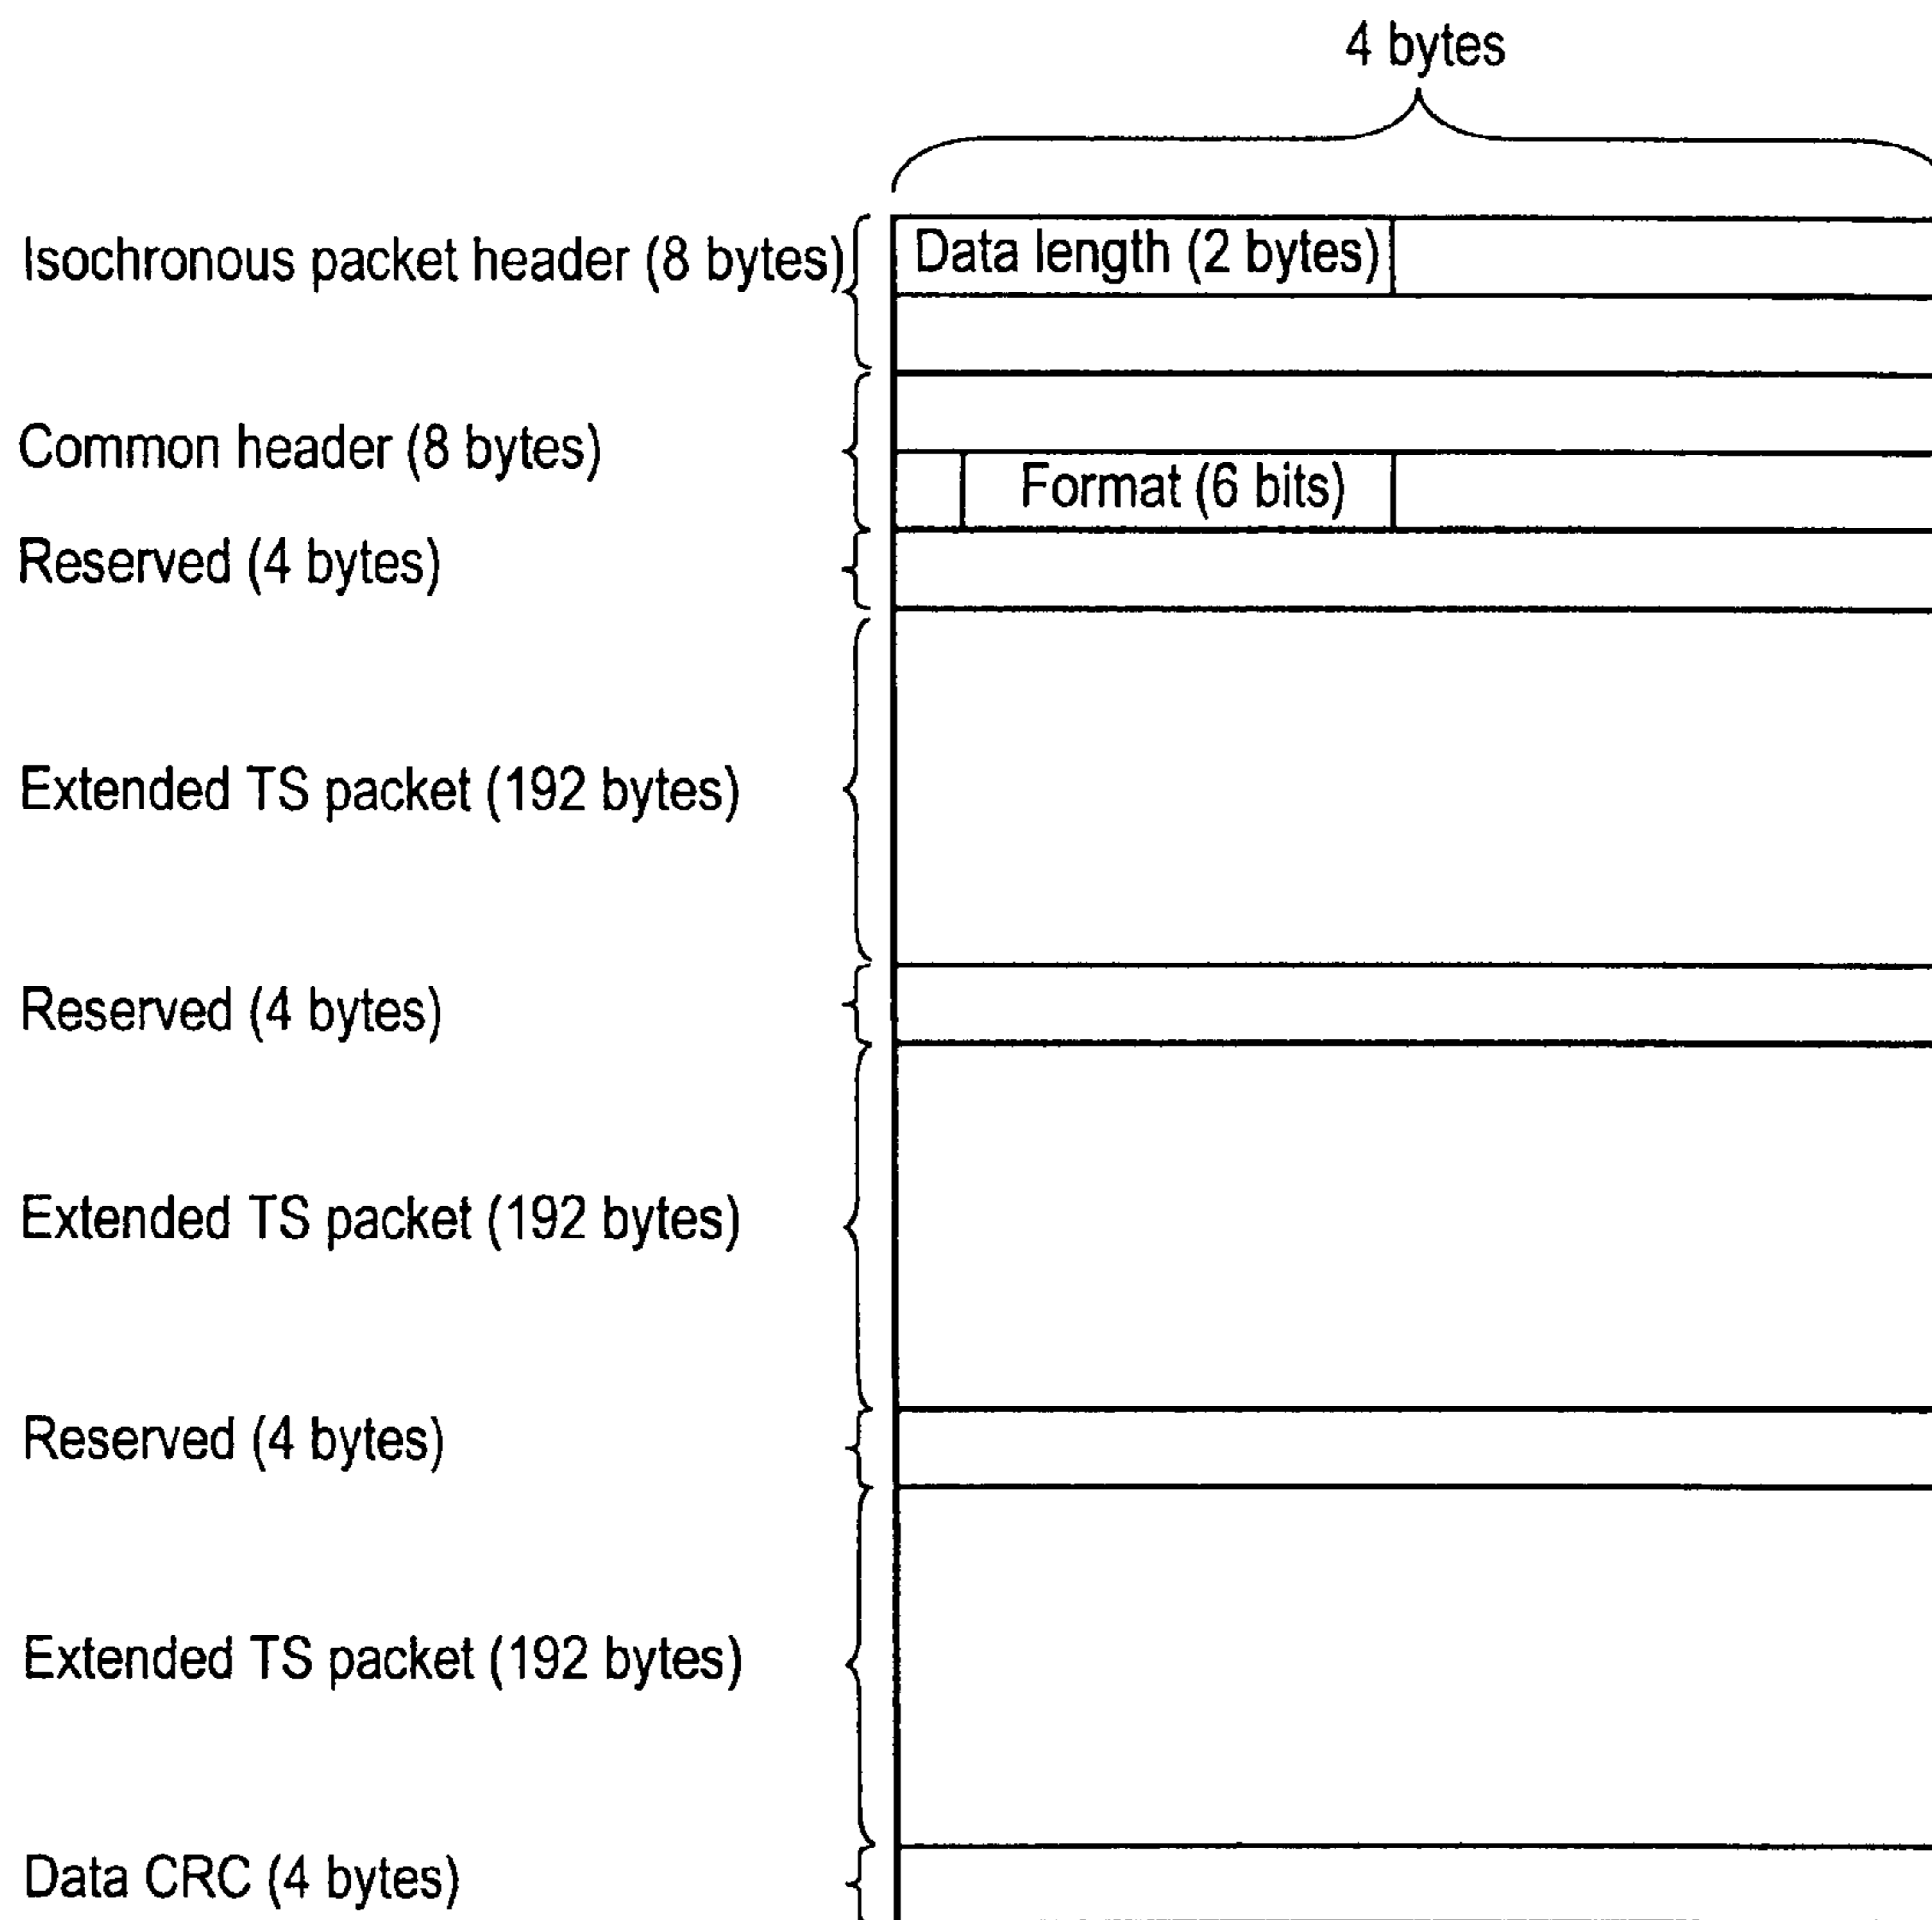 4 bytes
Isochronous packet header (8 bytes)
Data length (2 bytes)
Common header (8 bytes)
Format (6 bits)
Reserved (4 bytes)
Extended TS packet (192 bytes)
Reserved (4 bytes)
Extended TS packet (192 bytes)
Reserved (4 bytes)
Extended TS packet (192 bytes)
Data CRC (4 bytes)